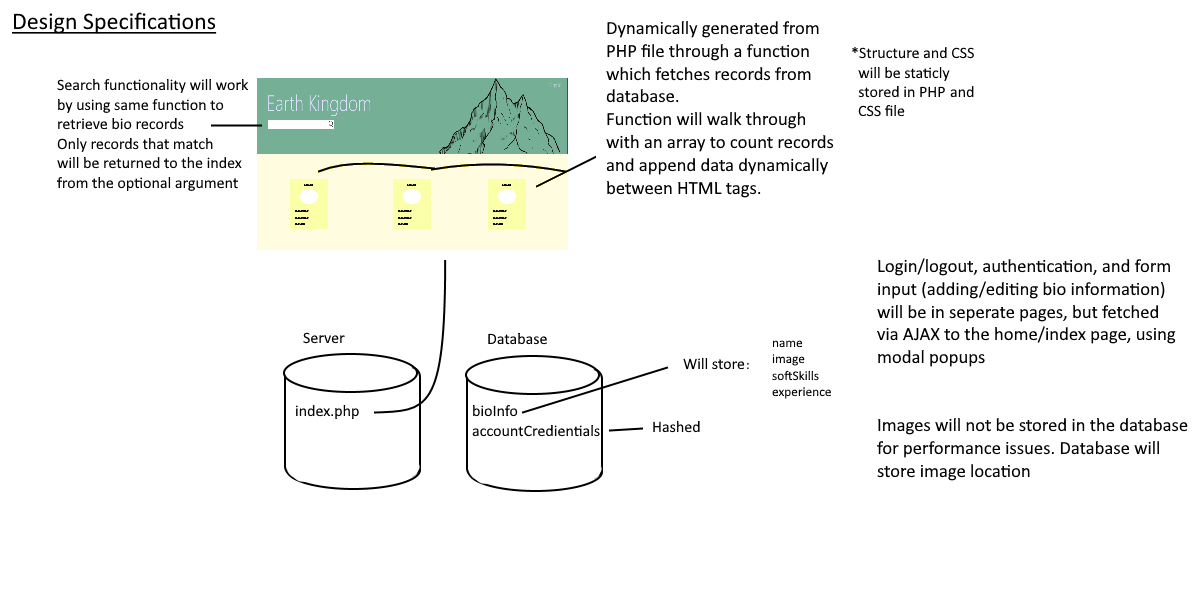 Design Specifications
Search functionality will work
by using same function to
retrieve bio records
Only records that match
will be returned to the index
from the optional argument
Earth Kingdom
Dynamically generated from
PHP file through a function
which fetches records from
database.
Function will walk through
with an array to count records
and append data dynamically
between HTML tags.
*Structure and CSS
will be staticly
stored in PHP and
CSS file
Login/logout, authentication, and form
input (adding/editing bio information)
will be in seperate pages, but fetched
via AJAX to the home/index page, using
modal popups
Server
index.php
Database
bioInfo
accountCredientials
Will store:
name
image
softSkills
experience
Hashed
Images will not be stored in the database
for performance issues. Database will
store image location